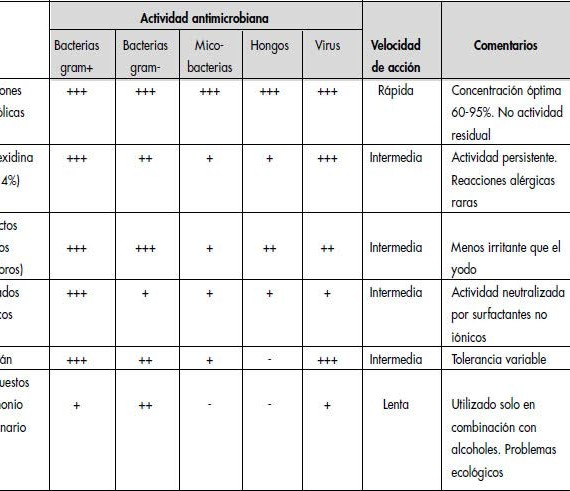 Actividad antimicrobiana
Bacterias Bacterias Mico- Hongos Virus Velocidad Comentarios
gram+ gram- bacterias de acción
ones +++ +++ +++ +++ +++ Rápida Concentración óptima
licas 60-95%. No actividad
residual
exidina +++ ++ + + +++ Intermedia Actividad persistente.
4%) Reacciones alérgicas
raras
ctos
os +++ +++ + ++ ++ Intermedia Menos irritante que el
oros) yodo
ados +++ + + + + Intermedia Actividad neutralizada
cos por surfactantes no
iónicos
án +++ ++ + - +++ Intermedia Tolerancia variable
uestos
onio + ++ - - + Lenta Utilizado solo en
nario combinación con
alcoholes. Problemas
ecológicos